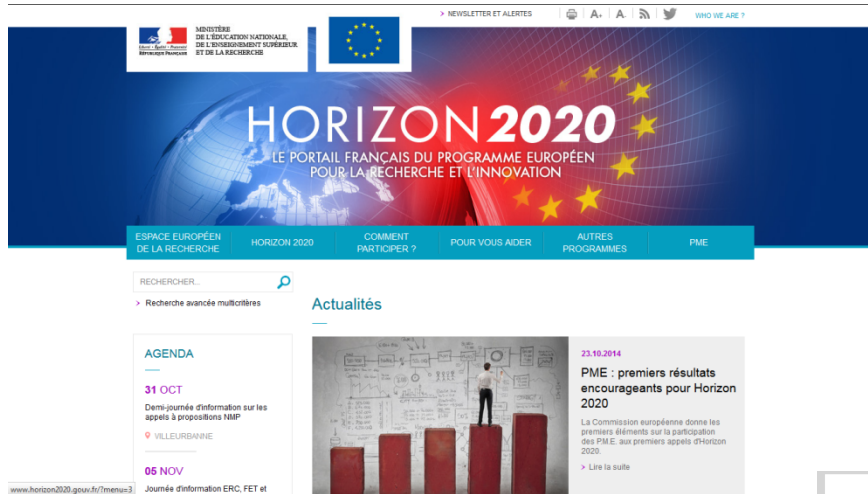 NEWSLETTER ET ALERTES
A+
A-
WHO WE ARE ?
Liberté • Égalité • Fraternité
RÉPUBLIQUE FRANÇAISE
MINISTÈRE
DE L'ÉDUCATION NATIONALE,
DE L'ENSEIGNEMENT SUPÉRIEUR
ET DE LA RECHERCHE
HORIZON 2020
LE PORTAIL FRANÇAIS DU PROGRAMME EUROPÉEN
POUR LA RECHERCHE ET L'INNOVATION
ESPACE EUROPÉEN
DE LA RECHERCHE
HORIZON 2020
COMMENT
PARTICIPER ?
POUR VOUS AIDER
AUTRES
PROGRAMMES
PME
RECHERCHER...
Recherche avancée multicritères
AGENDA
31 OCT
Demi-journée d'information sur les
appels à propositions NMP
VILLEURBANNE
05 NOV
Journée d'information ERC, FET et
Actualités
23.10.2014
PME : premiers résultats
encourageants pour Horizon
2020
La Commission européenne donne les
premiers éléments sur la participation
des P.M.E. aux premiers appels d'Horizon
2020.
Lire la suite
www.horizon2020.gouv.fr/?menu=3